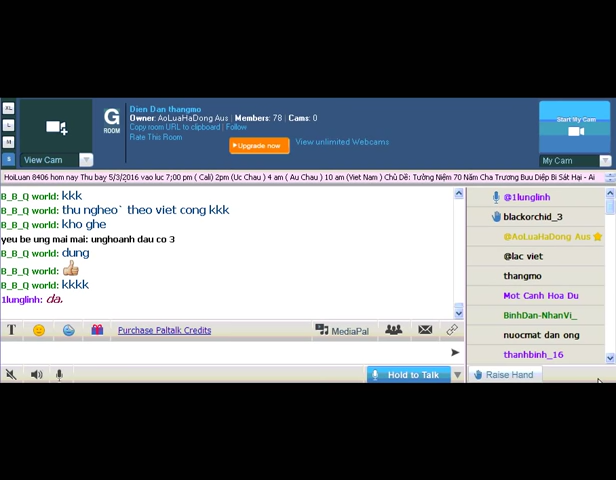 XL
L
M
S
View Cam
G
ROOM
Dien Dan thangmo
Owner: AoLuaHaDong Aus | Members: 78 | Cams: 0
Copy room URL to clipboard | Follow
Rate This Room
Upgrade now
View unlimited Webcams
Start My Cam
My Cam
HoiLuan 8406 hom nay Thu bay 5/3/2016 vao luc 7;00 pm ( Cali) 2pm (Uc Chau ) 4 am ( Au Chau ) 10 am (Viet Nam ) Chủ Đề: Tưởng Niệm 70 Năm Cha Trương Bưu Diệp Bi Sát Hại - Ai
B_B_Q world: kkk
B_B_Q world: thu ngheo` theo viet cong kkk
B_B_Q world: kho ghe
yeu be ung mai mai: unghoanh dau co 3
B_B_Q world: dung
B_B_Q world:
B_B_Q world: kkkk
1lunglinh: da,
@1lunglinh
blackorchid_3
@AoLuaHaDong Aus
@lac viet
thangmo
Mot Canh Hoa Du
BinhDan-NhanVi_
nuocmat dan ong
thanhbinh_16
T
Purchase Paltalk Credits
MediaPal
Hold to Talk
Raise Hand